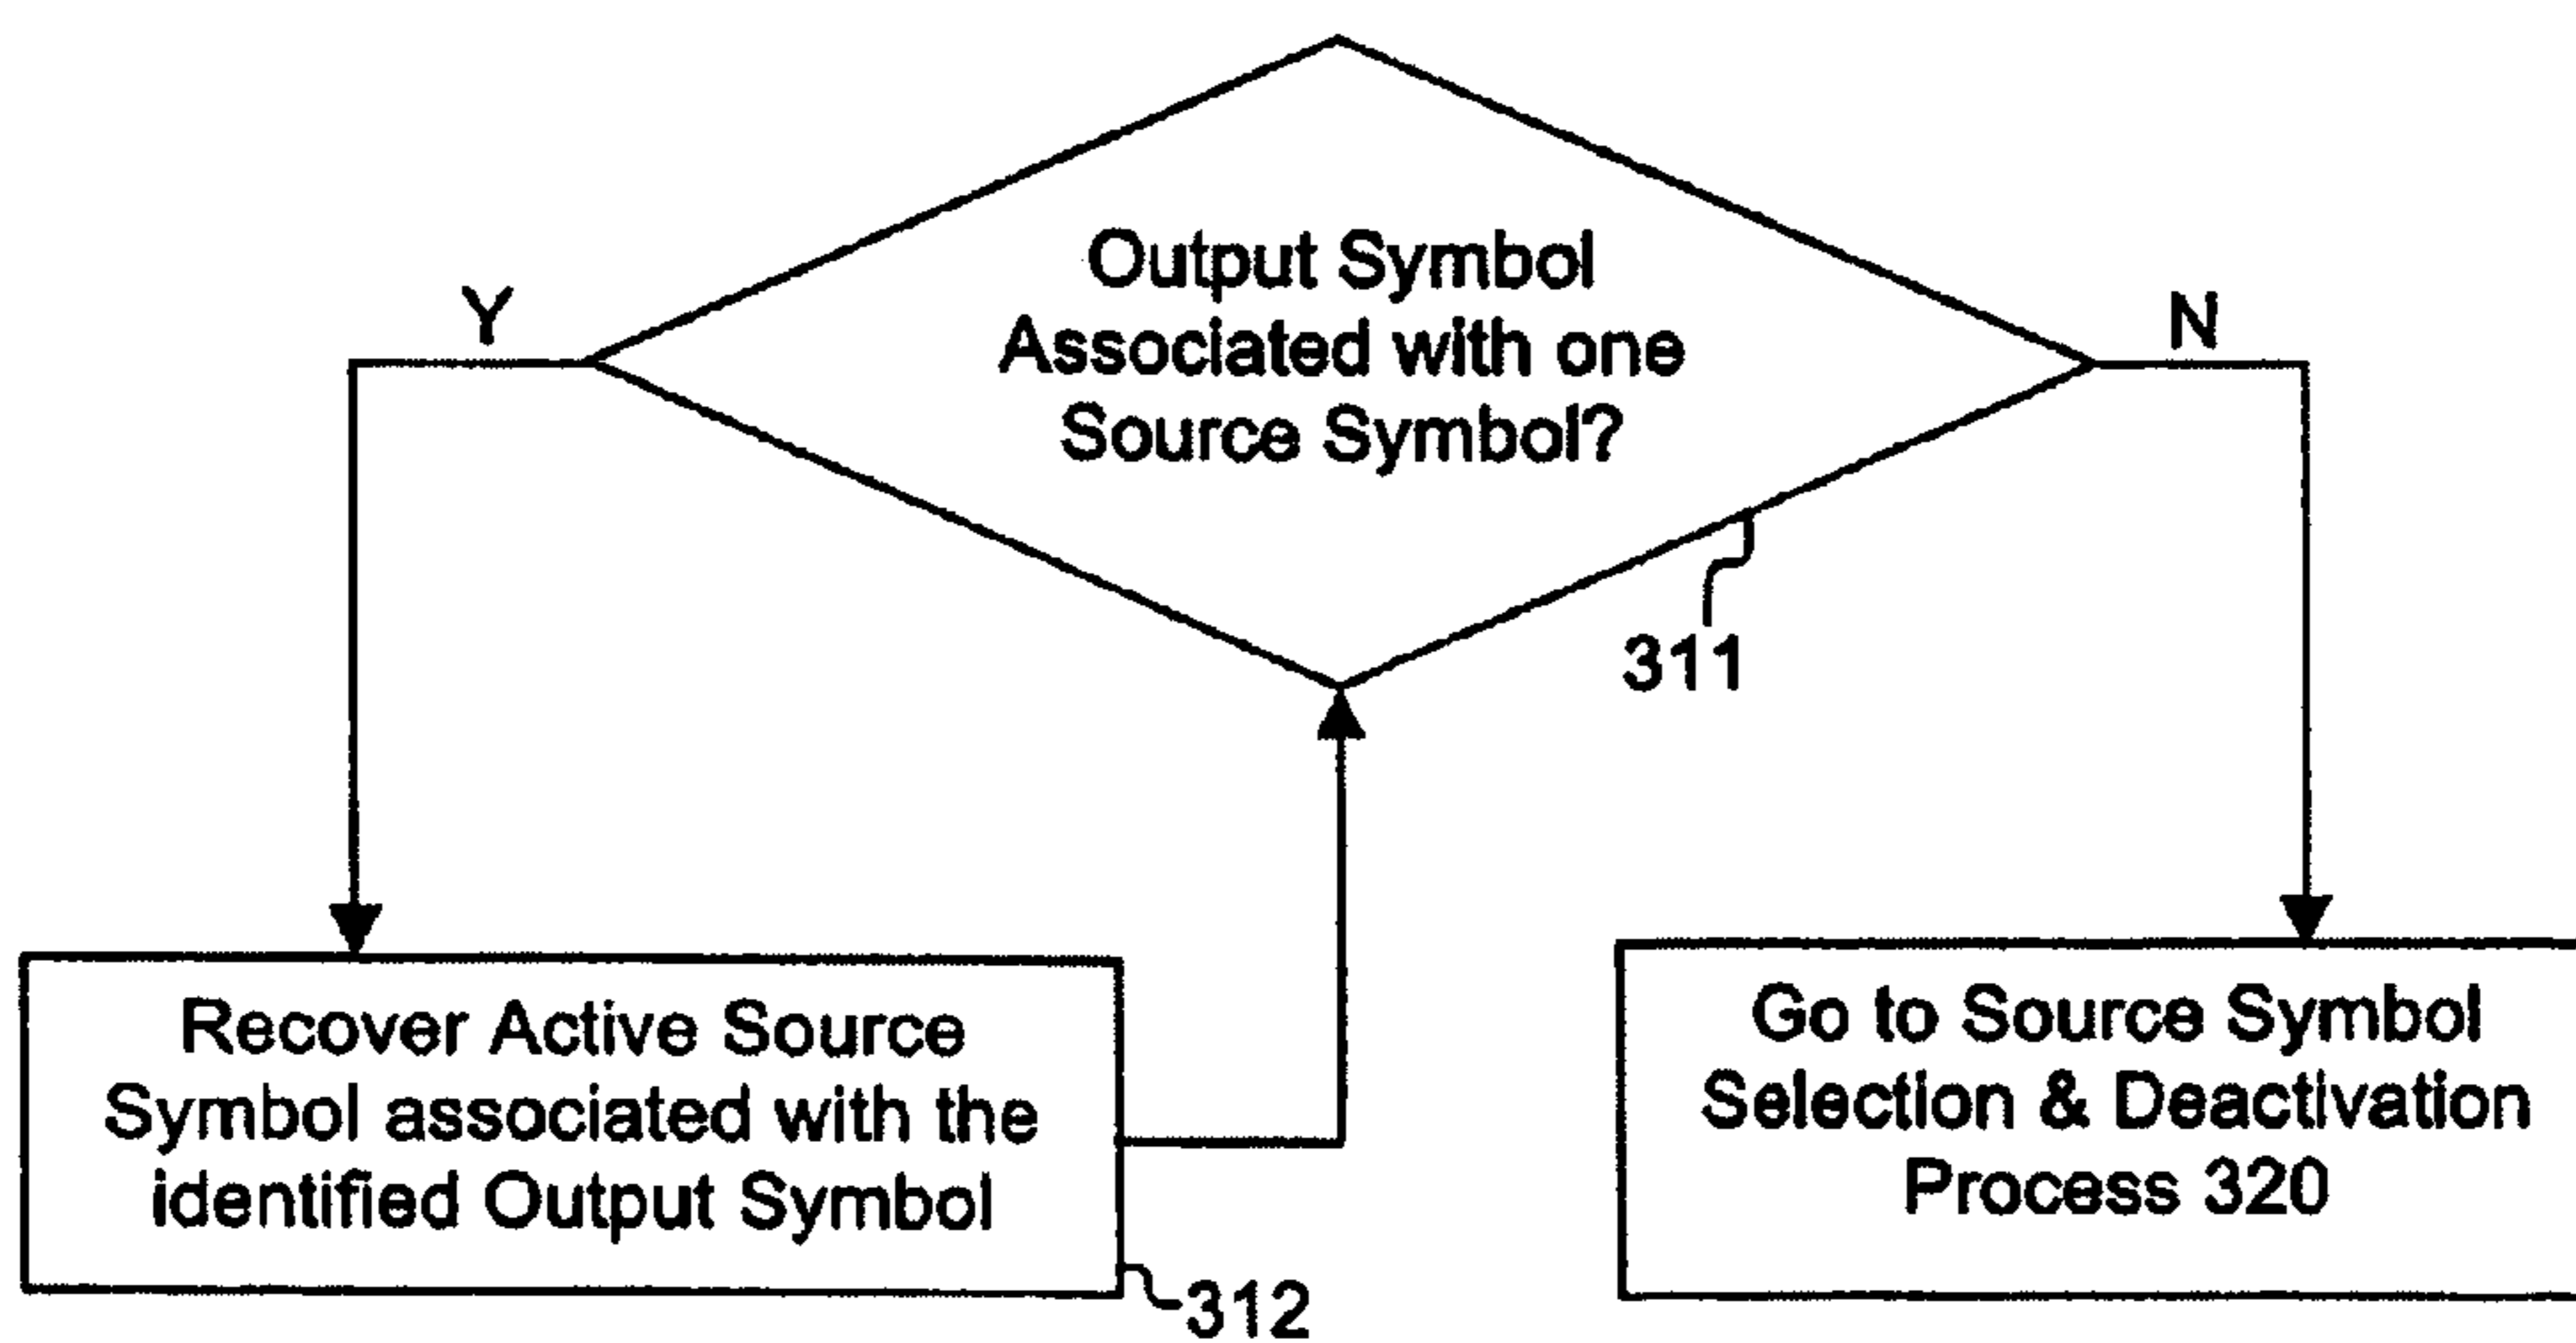 Output Symbol
Associated with one
Source Symbol?
Y
N
311
Recover Active Source
Symbol associated with the
identified Output Symbol
312
Go to Source Symbol
Selection & Deactivation
Process 320